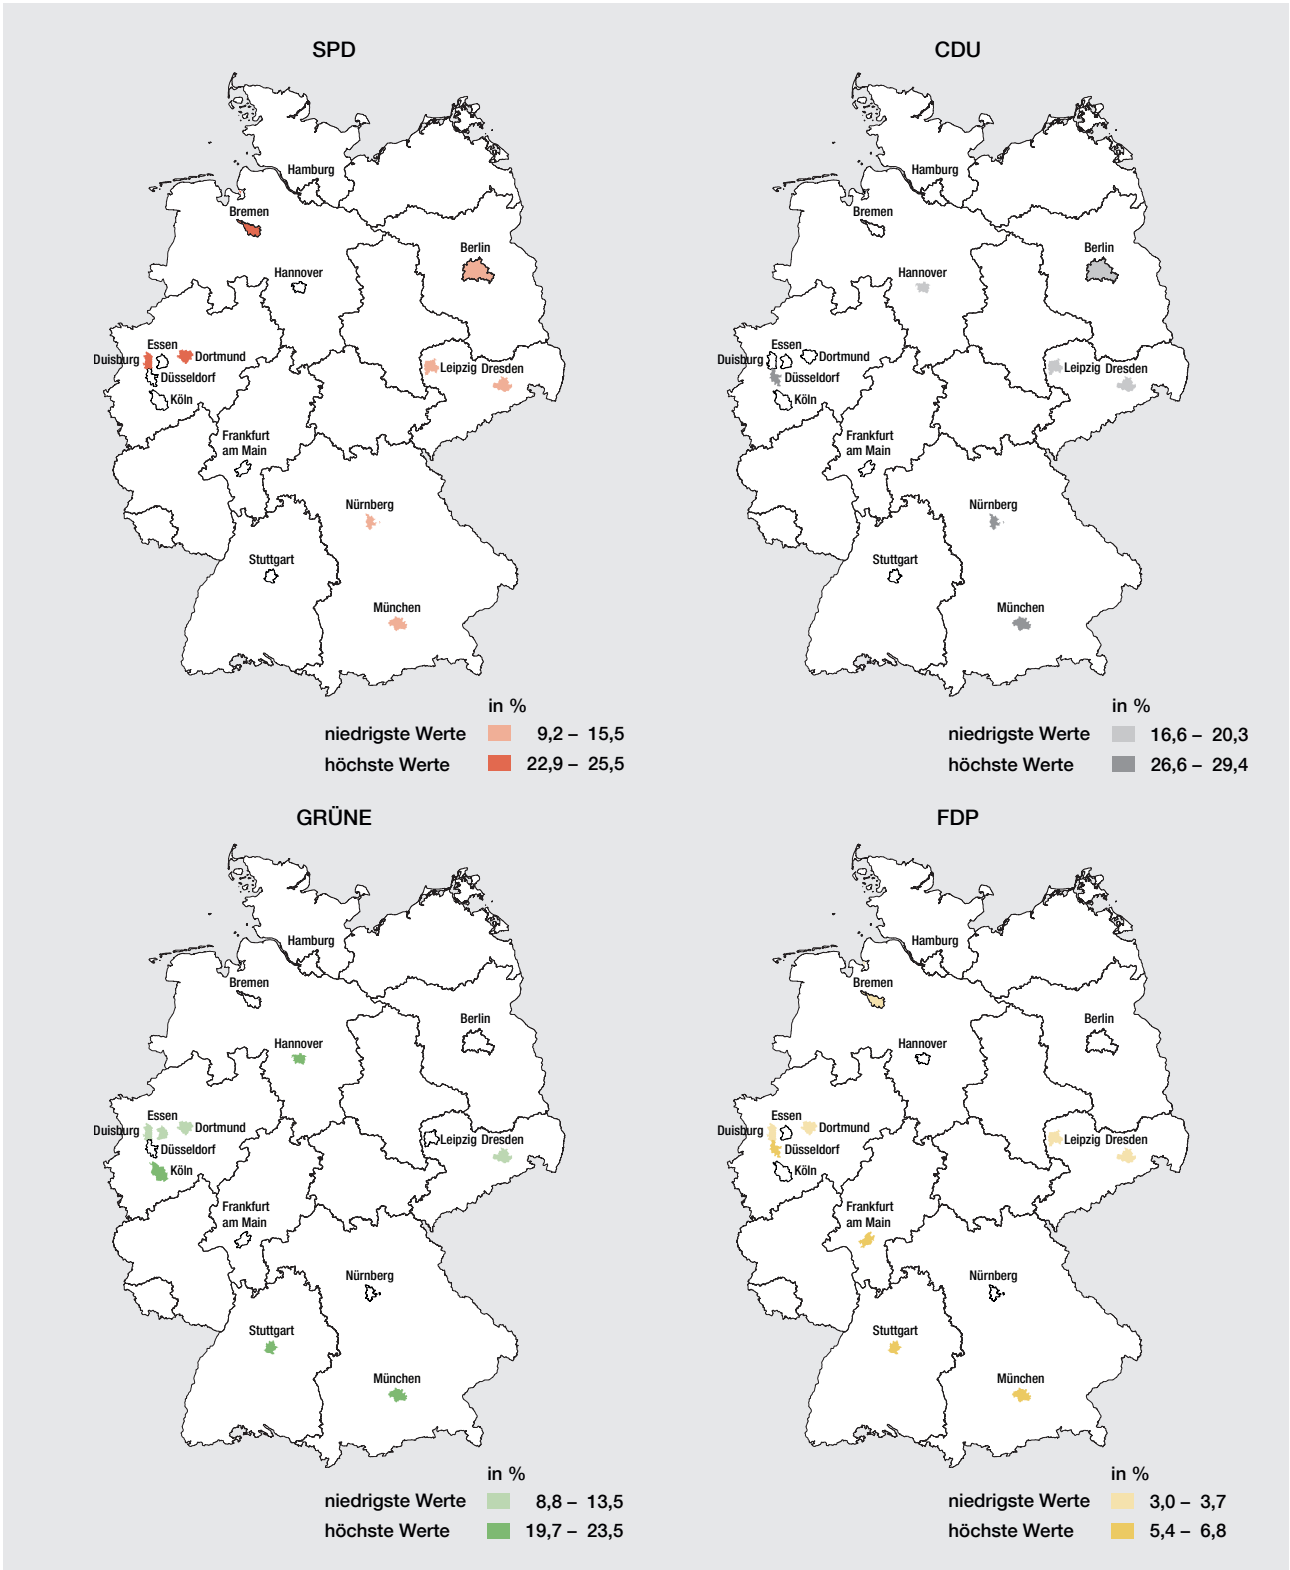 SPD
Hamburg
Bremen
Berlin
Hannover
Essen
Duisburg
Dortmund
Düsseldorf
Köln
Leipzig
Dresden
Frankfurt
am Main
Nürnberg
Stuttgart
München
in %
niedrigste Werte 9,2 – 15,5
höchste Werte 22,9 – 25,5
CDU
Hamburg
Bremen
Berlin
Hannover
Essen
Duisburg
Dortmund
Düsseldorf
Köln
Leipzig
Dresden
Frankfurt
am Main
Nürnberg
Stuttgart
München
in %
niedrigste Werte 16,6 – 20,3
höchste Werte 26,6 – 29,4
GRÜNE
Hamburg
Bremen
Berlin
Hannover
Essen
Duisburg
Dortmund
Düsseldorf
Köln
Leipzig
Dresden
Frankfurt
am Main
Nürnberg
Stuttgart
München
in %
niedrigste Werte 8,8 – 13,5
höchste Werte 19,7 – 23,5
FDP
Hamburg
Bremen
Berlin
Hannover
Essen
Duisburg
Dortmund
Düsseldorf
Köln
Leipzig
Dresden
Frankfurt
am Main
Nürnberg
Stuttgart
München
in %
niedrigste Werte 3,0 – 3,7
höchste Werte 5,4 – 6,8